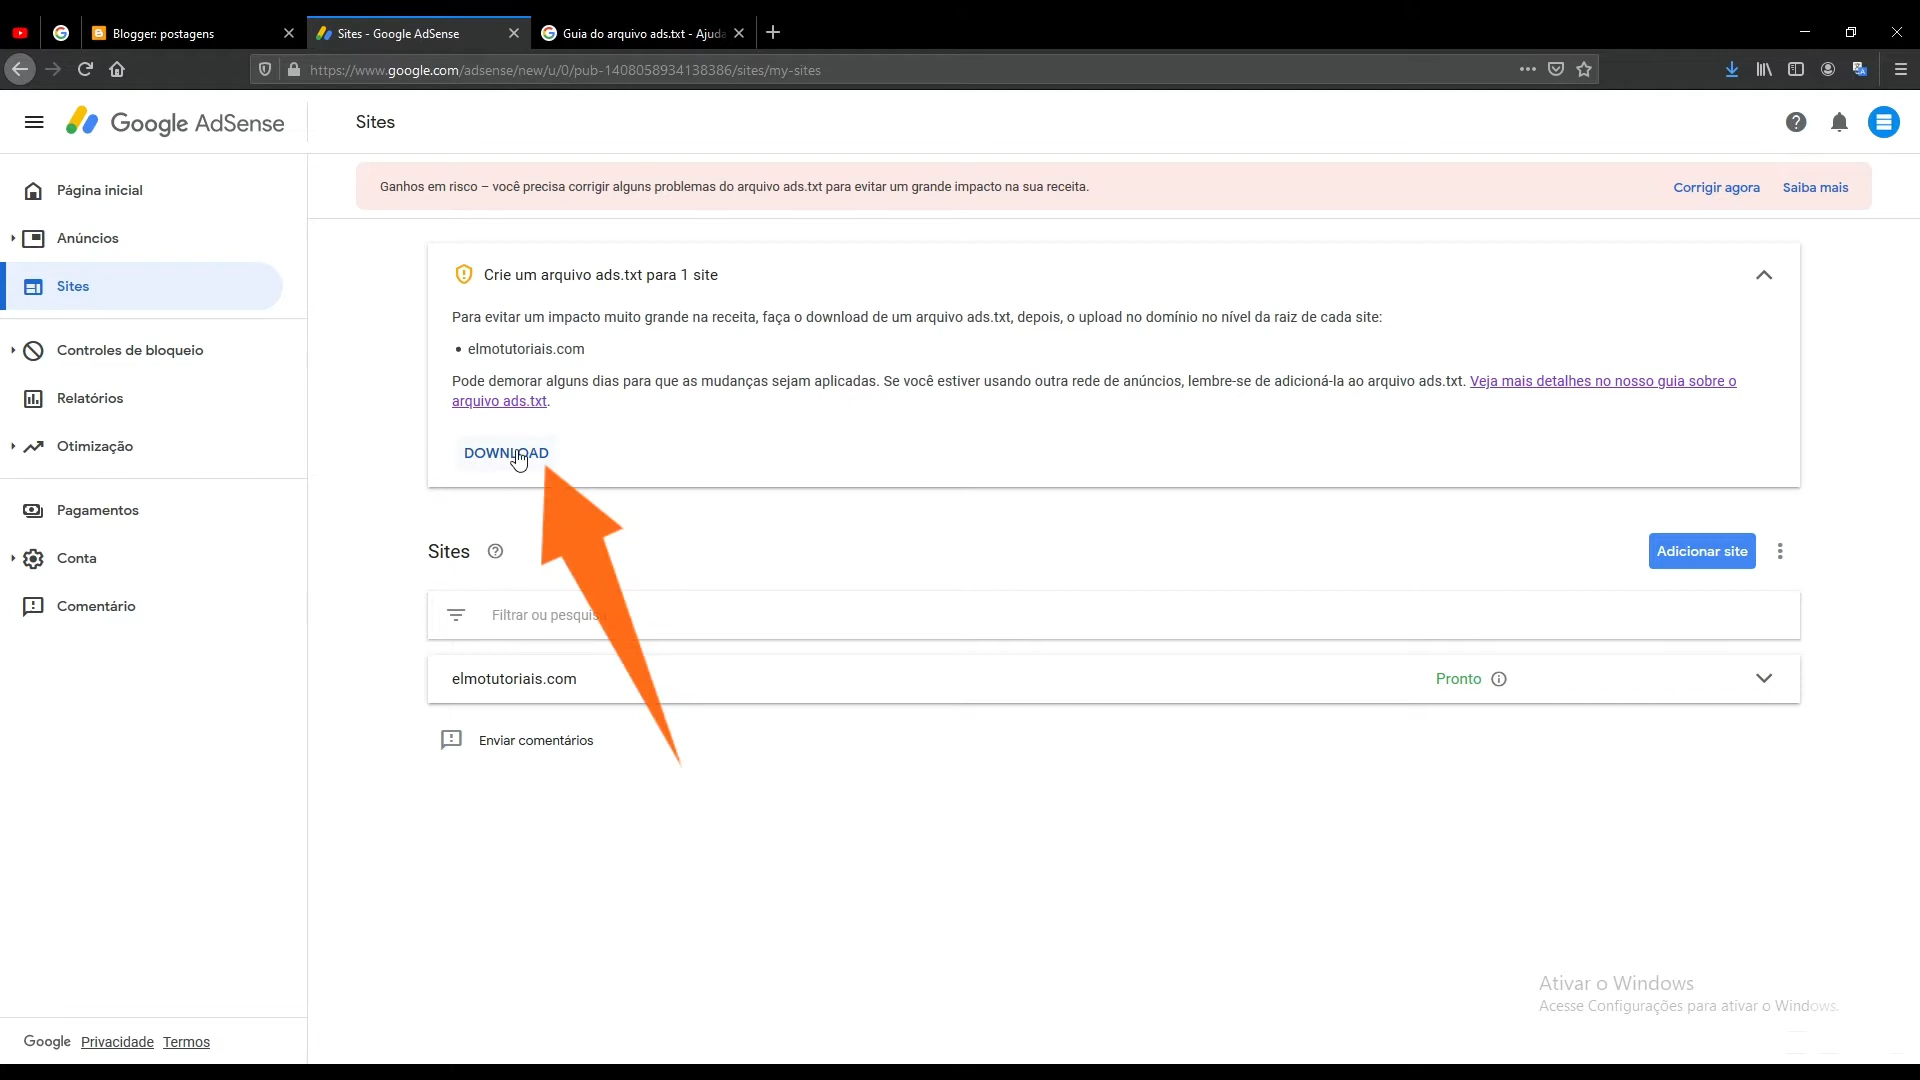 Blogger: postagens
Sites - Google AdSense
Guia do arquivo ads.txt - Ajuda
https://www.google.com/adsense/new/u/0/pub-1408058934138386/sites/my-sites
Google AdSense
Sites
Página inicial
Anúncios
Sites
Controles de bloqueio
Relatórios
Otimização
Pagamentos
Conta
Comentário
Google Privacidade Termos
Ganhos em risco – você precisa corrigir alguns problemas do arquivo ads.txt para evitar um grande impacto na sua receita.
Corrigir agora Saiba mais
Crie um arquivo ads.txt para 1 site
Para evitar um impacto muito grande na receita, faça o download de um arquivo ads.txt, depois, o upload no domínio no nível da raiz de cada site:
• elmotutoriais.com
Pode demorar alguns dias para que as mudanças sejam aplicadas. Se você estiver usando outra rede de anúncios, lembre-se de adicioná-la ao arquivo ads.txt. Veja mais detalhes no nosso guia sobre o
arquivo ads.txt.
DOWNLOAD
Sites
Adicionar site
Filtrar ou
elmotutoriais.com
Pronto
Enviar comentários
Ativar o Windows
Acesse Configurações para ativar o Windows.